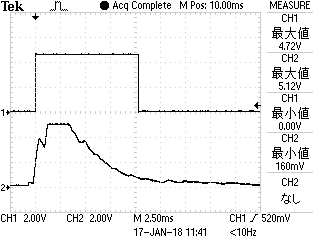 Tek Acq Complete M Pos: 10.00ms MEASURE
CH1
最大値
4.72V
CH2
最大値
5.12V
CH1
最小値
0.00V
CH2
最小値
160mV
CH2
なし
1
2
CH1 2.00V CH2 2.00V M 2.50ms CH1 520mV
17-JAN-18 11:41 <10Hz